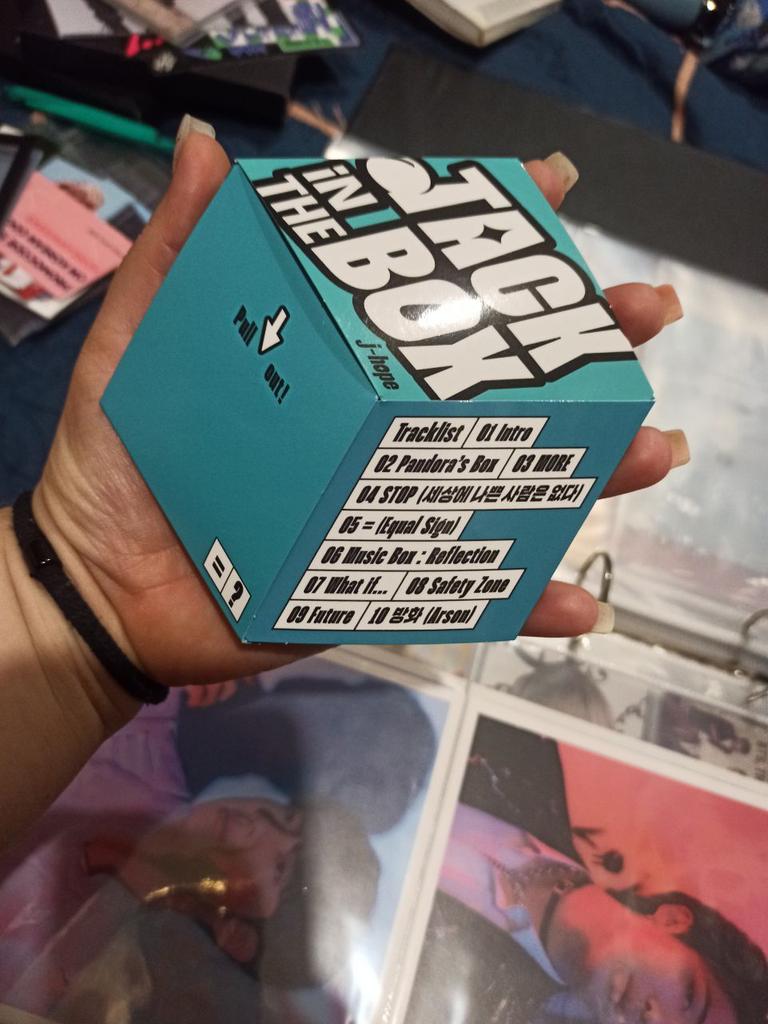 JACK
iN THE
BOX
j-hope
Pull
out!
= ?
Tracklist 01 Intro
02 Pandora's Box 03 MORE
04 STOP (세상에 나쁜 사람은 없다)
05 = (Equal Sign)
06 Music Box : Reflection
07 What if... 08 Safety Zone
09 Future 10 방화 (Arson)